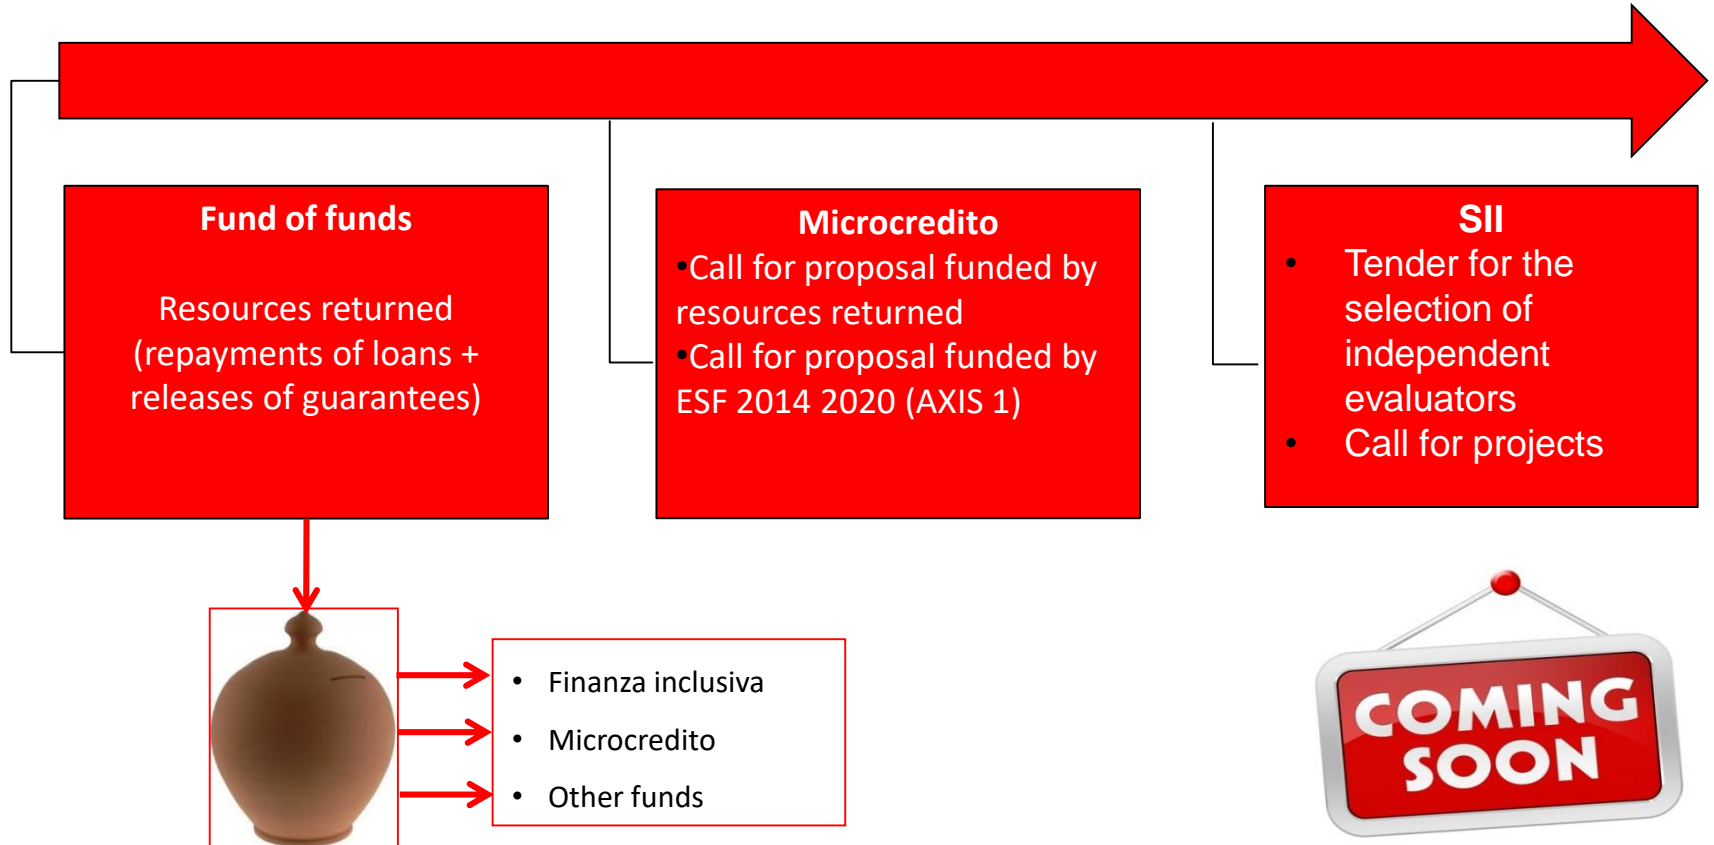 Fund of funds
Resources returned
(repayments of loans +
releases of guarantees)
Microcredito
•Call for proposal funded by
resources returned
•Call for proposal funded by
ESF 2014 2020 (AXIS 1)
SII
• Tender for the
selection of
independent
evaluators
• Call for projects
• Finanza inclusiva
• Microcredito
• Other funds
COMING
SOON